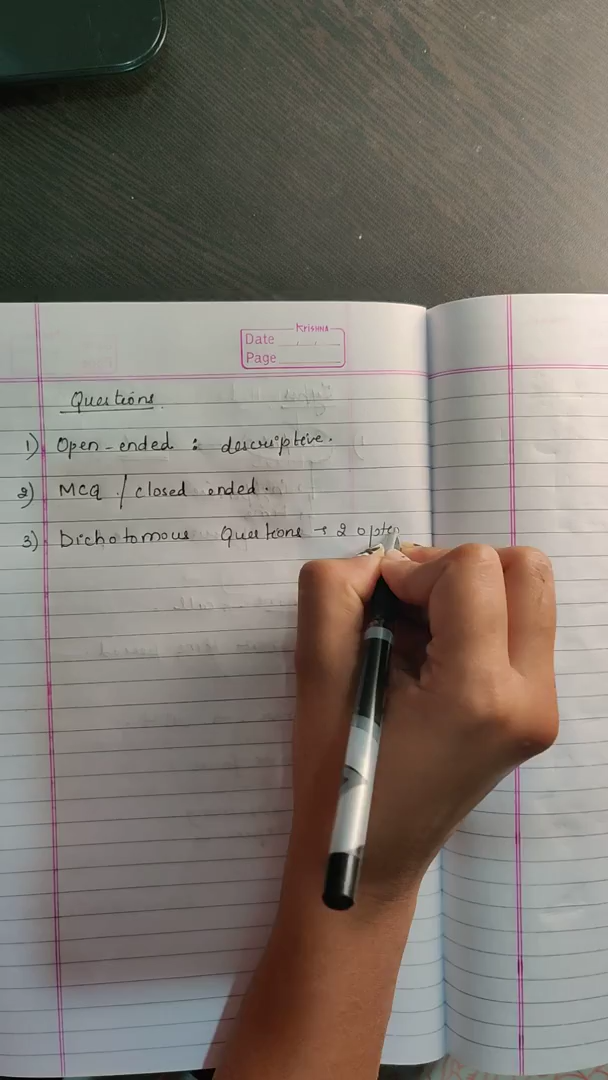 Krishna
Date
Page
Questions
1) Open-ended : descriptive.
2) MCQ / closed ended.
3) Dichotomous Questions → 2 option